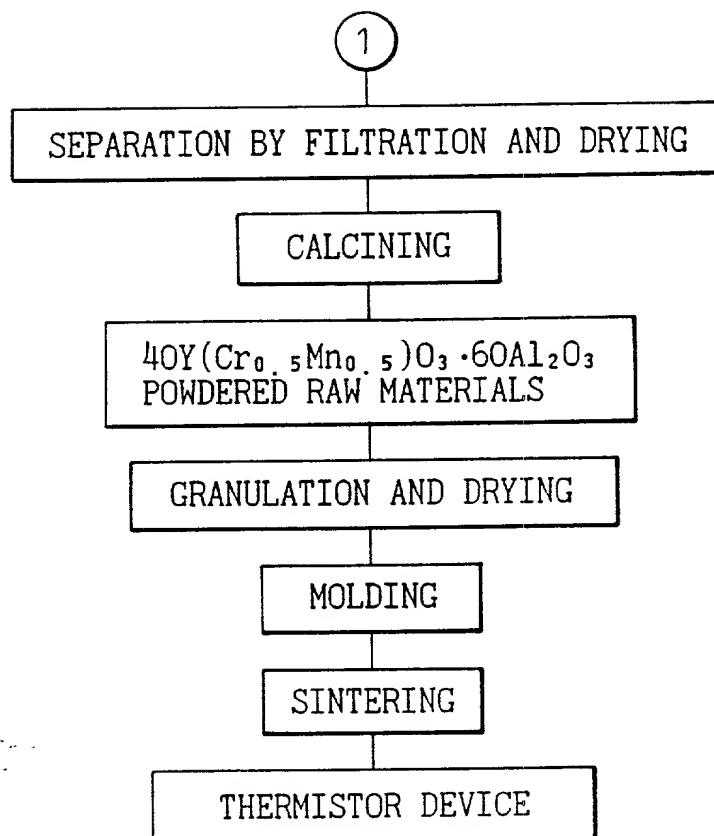 1
SEPARATION BY FILTRATION AND DRYING
CALCINING
40Y(Cr₀.₅Mn₀.₅)O₃·60Al₂O₃
POWDERED RAW MATERIALS
GRANULATION AND DRYING
MOLDING
SINTERING
THERMISTOR DEVICE